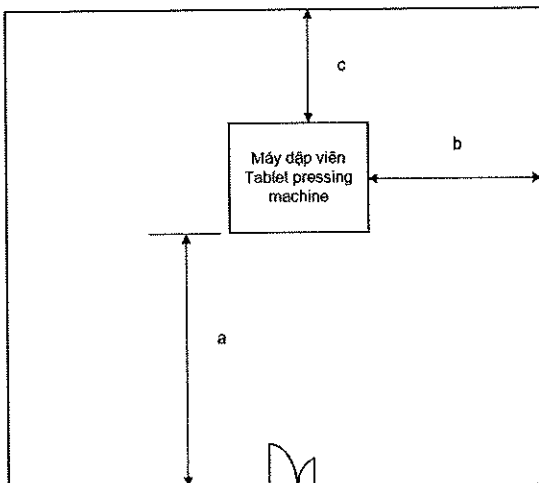 c
Máy dập viên
Tablet pressing
machine
b
a